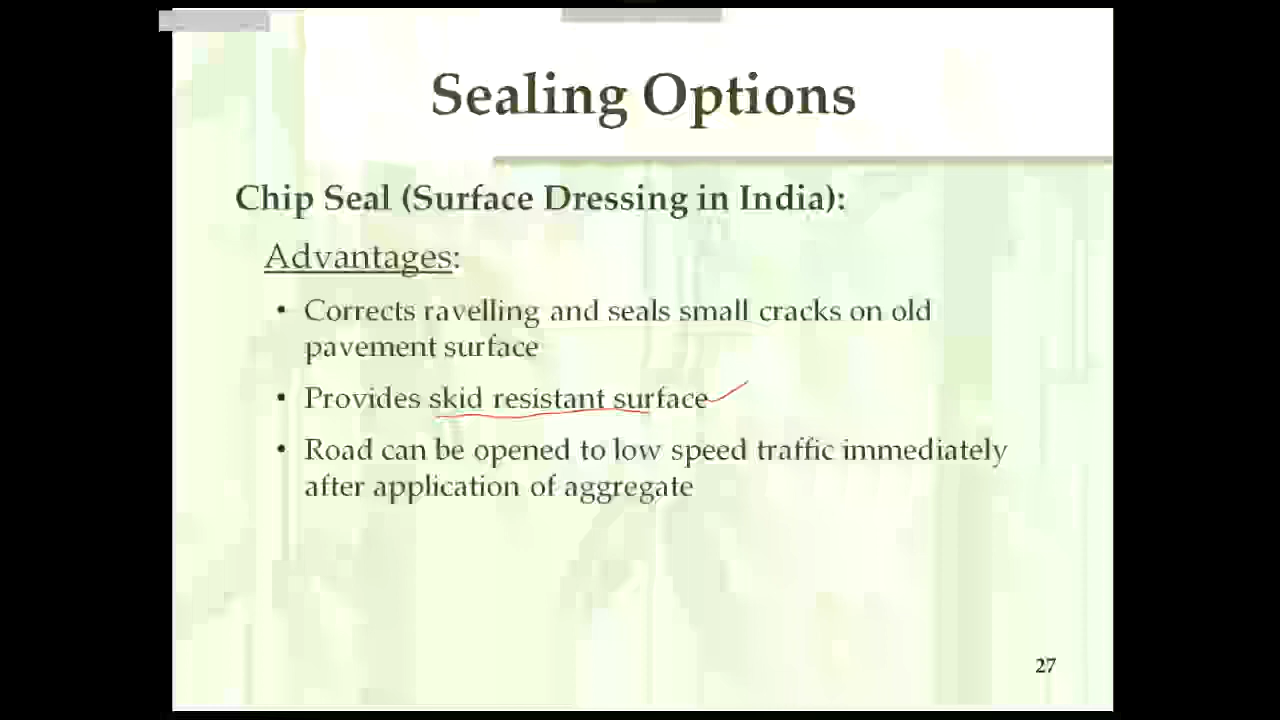 Sealing Options
Chip Seal (Surface Dressing in India):
Advantages:
• Corrects ravelling and seals small cracks on old
pavement surface
• Provides skid resistant surface
• Road can be opened to low speed traffic immediately
after application of aggregate
27